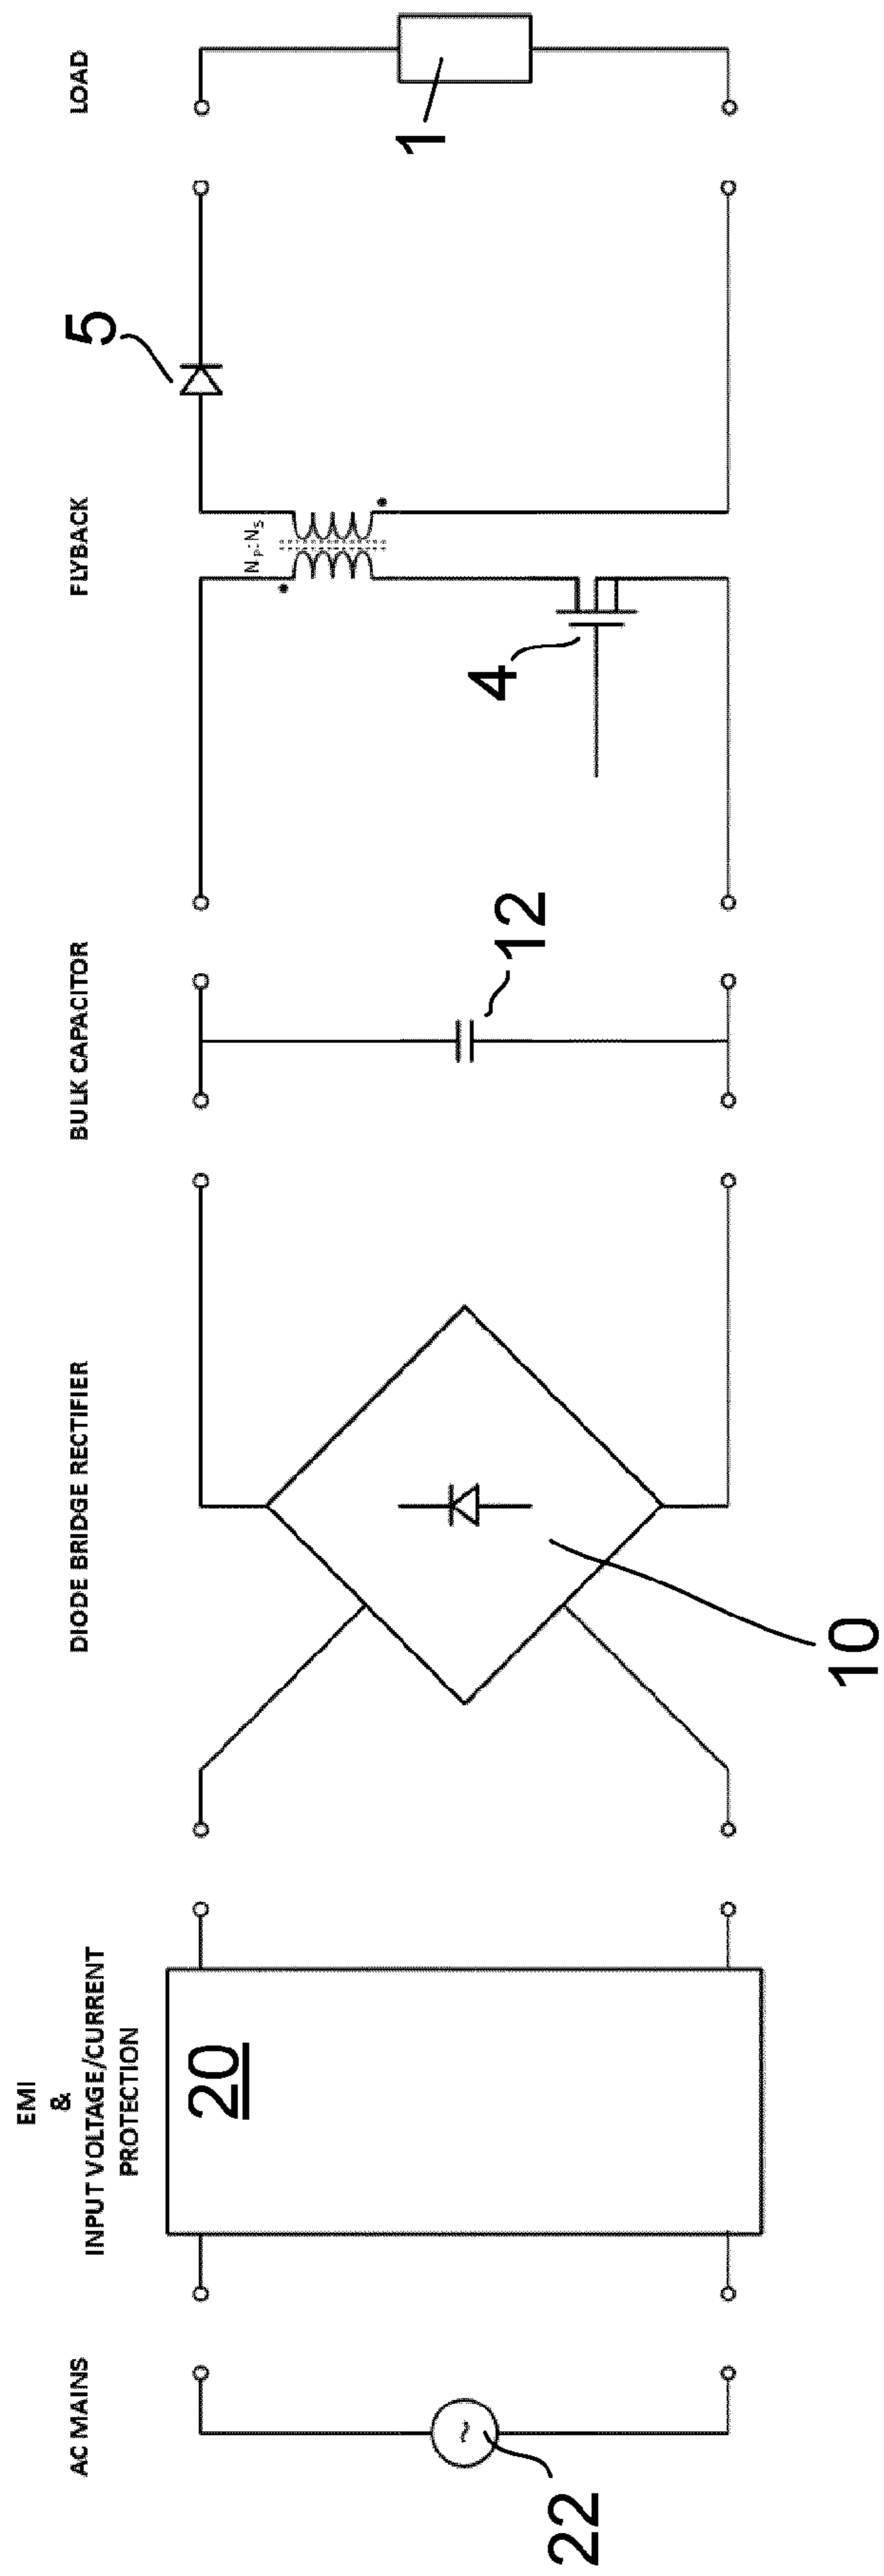 AC MAINS
22
EMI
&
INPUT VOLTAGE/CURRENT
PROTECTION
20
DIODE BRIDGE RECTIFIER
10
BULK CAPACITOR
12
FLYBACK
Np:Ns
4
5
LOAD
1